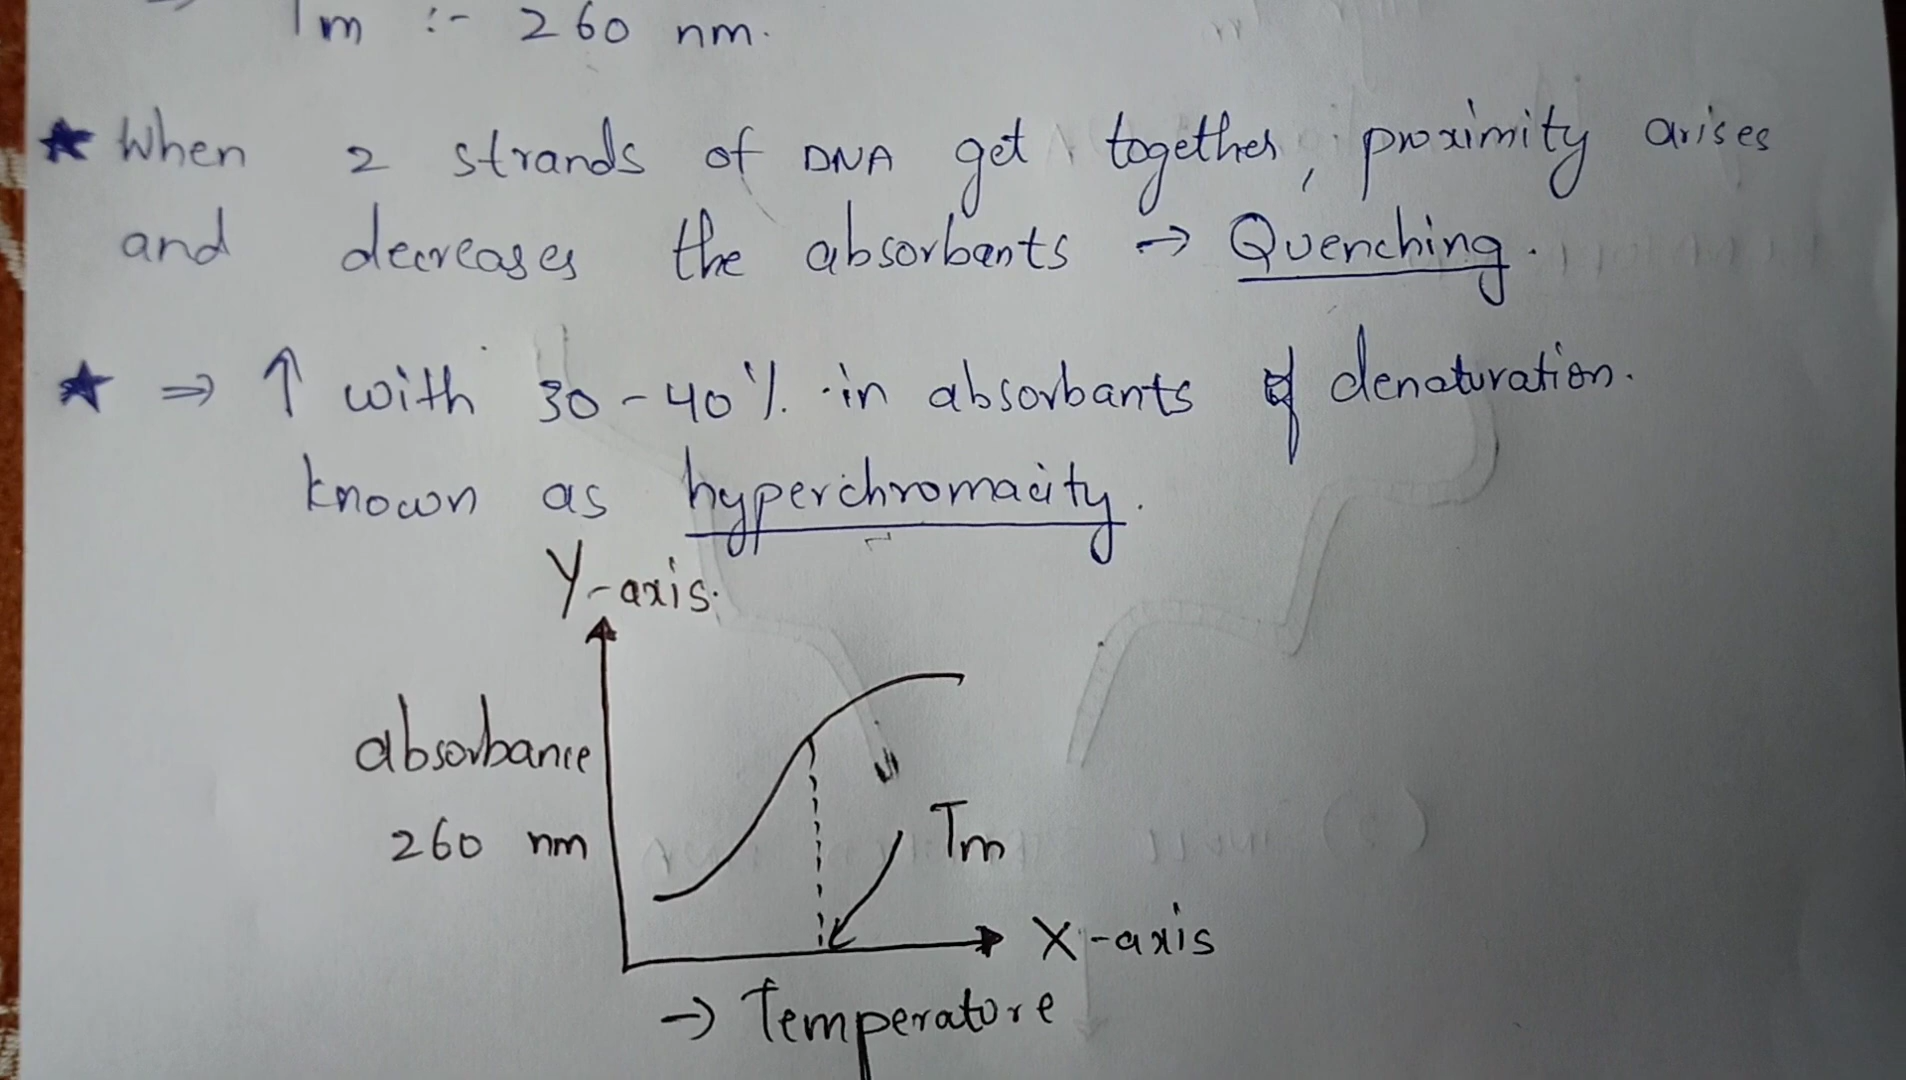 Tm :- 260 nm.
★ When 2 strands of DNA get together, proximity arises
and decreases the absorbants → Quenching.
★ ⇒ ↑ with 30-40% in absorbants of denaturation.
known as hyperchromacity.
Y-axis.
absorbance
260 nm
Tm
X-axis
→ Temperature